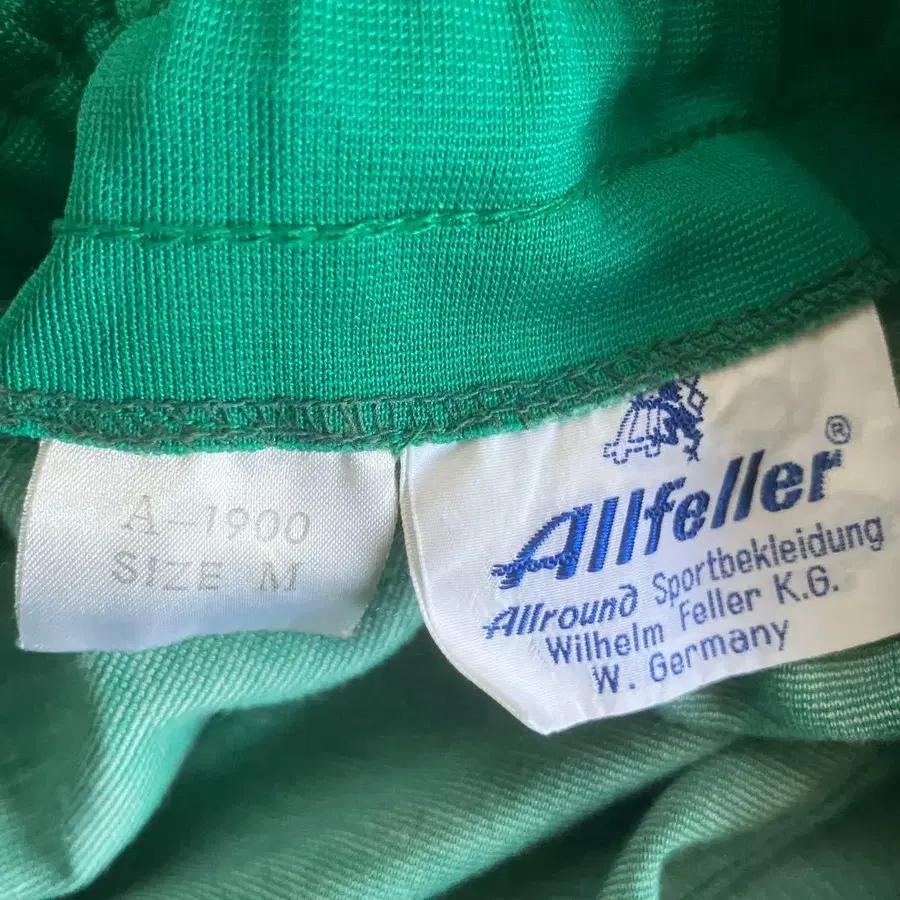 A-1900
SIZE M
Allfeller®
Allround Sportbekleidung
Wilhelm Feller K.G.
W. Germany